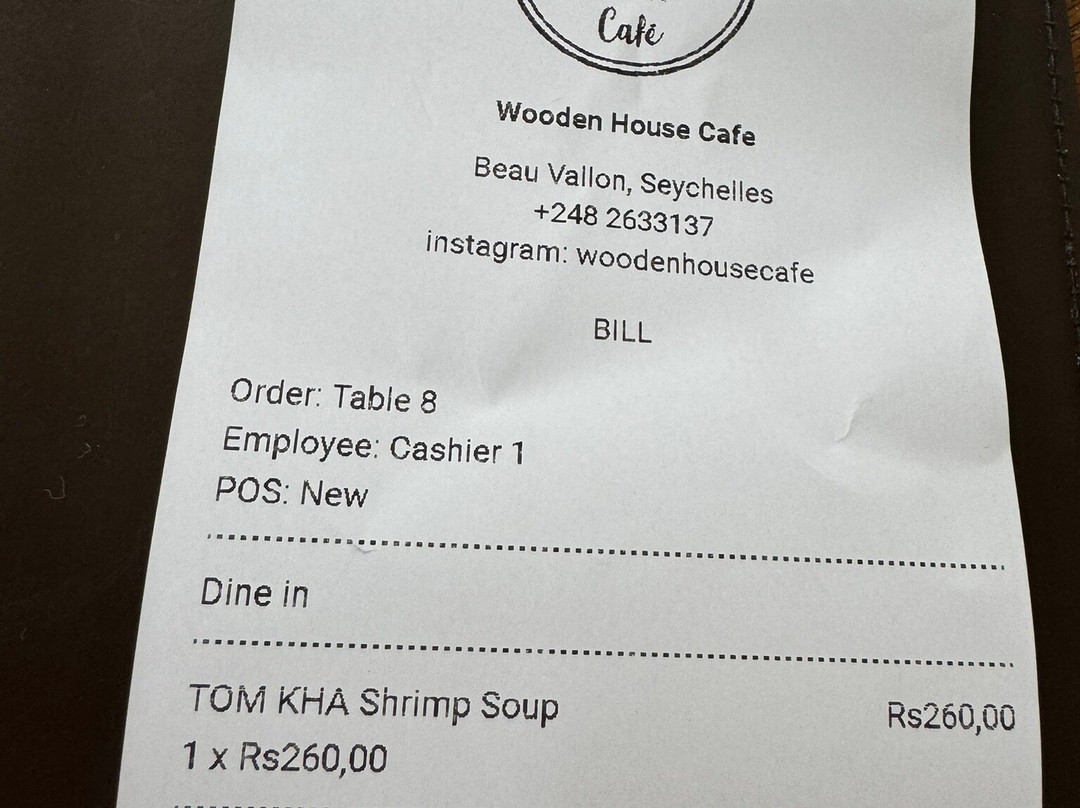 Café
Wooden House Cafe
Beau Vallon, Seychelles
+248 2633137
instagram: woodenhousecafe
BILL
Order: Table 8
Employee: Cashier 1
POS: New
Dine in
TOM KHA Shrimp Soup Rs260,00
1 x Rs260,00